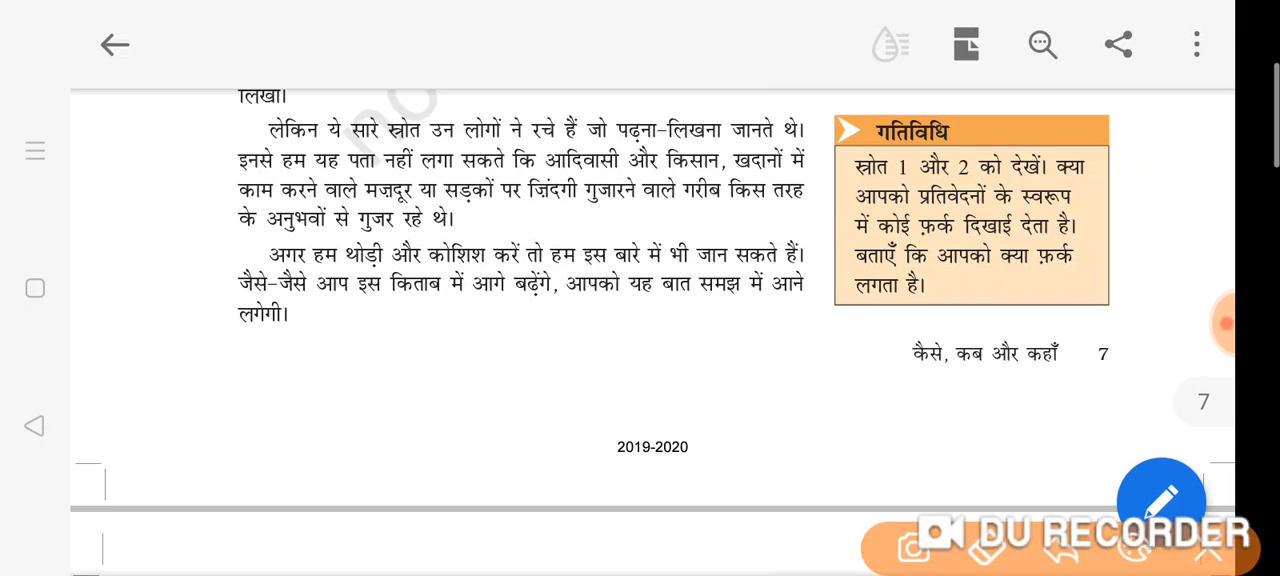 लिखा।
लेकिन ये सारे स्रोत उन लोगों ने रचे हैं जो पढ़ना-लिखना जानते थे।
इनसे हम यह पता नहीं लगा सकते कि आदिवासी और किसान, खदानों में
काम करने वाले मज़दूर या सड़कों पर ज़िंदगी गुजारने वाले गरीब किस तरह
के अनुभवों से गुजर रहे थे।
अगर हम थोड़ी और कोशिश करें तो हम इस बारे में भी जान सकते हैं।
जैसे-जैसे आप इस किताब में आगे बढ़ेंगे, आपको यह बात समझ में आने
लगेगी।
गतिविधि
स्रोत 1 और 2 को देखें। क्या
आपको प्रतिवेदनों के स्वरूप
में कोई फ़र्क दिखाई देता है।
बताएँ कि आपको क्या फ़र्क
लगता है।
कैसे, कब और कहाँ 7
7
2019-2020
DU RECORDER